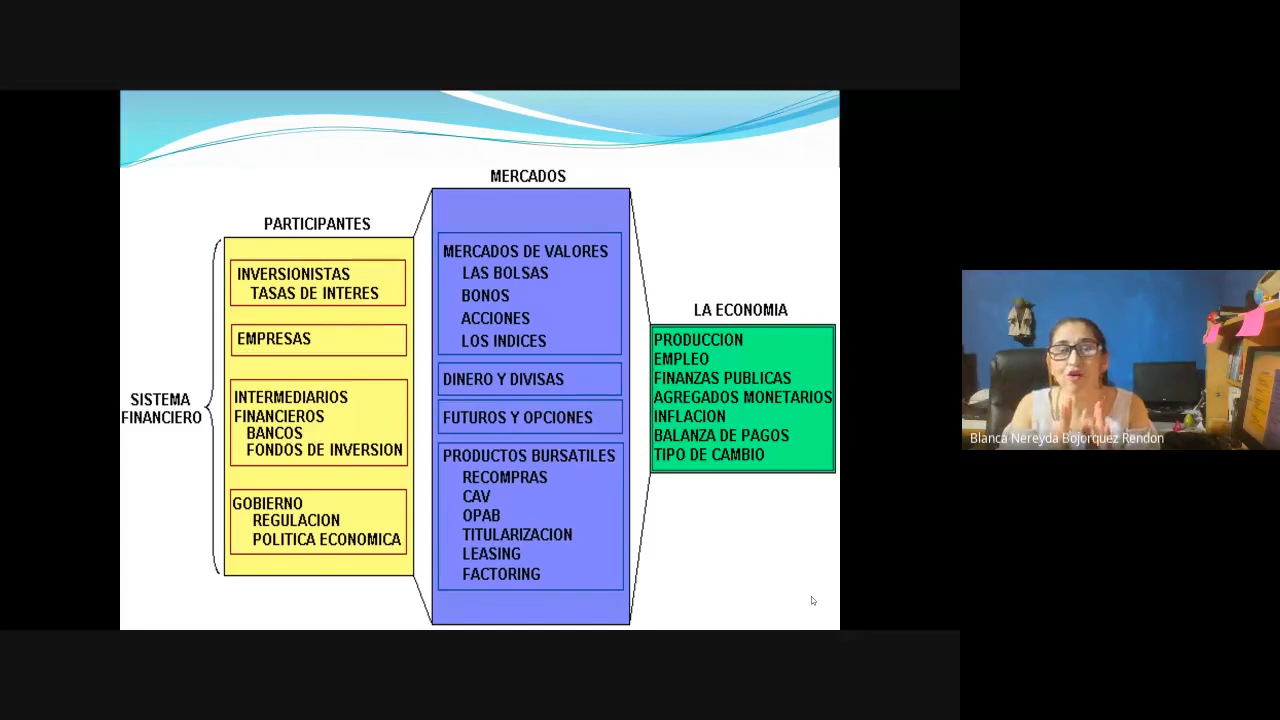 MERCADOS
PARTICIPANTES
SISTEMA
FINANCIERO
INVERSIONISTAS
TASAS DE INTERES
EMPRESAS
INTERMEDIARIOS
FINANCIEROS
BANCOS
FONDOS DE INVERSION
GOBIERNO
REGULACION
POLITICA ECONOMICA
MERCADOS DE VALORES
LAS BOLSAS
BONOS
ACCIONES
LOS INDICES
DINERO Y DIVISAS
FUTUROS Y OPCIONES
PRODUCTOS BURSATILES
RECOMPRAS
CAV
OPAB
TITULARIZACION
LEASING
FACTORING
LA ECONOMIA
PRODUCCION
EMPLEO
FINANZAS PUBLICAS
AGREGADOS MONETARIOS
INFLACION
BALANZA DE PAGOS
TIPO DE CAMBIO
Blanca Nereyda Bojorquez Rendon